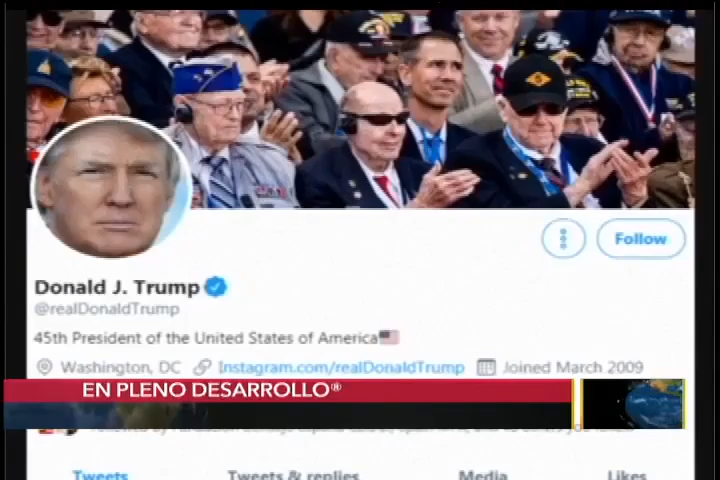 Follow
Donald J. Trump
@realDonaldTrump
45th President of the United States of America
Washington, DC Instagram.com/realDonaldTrump Joined March 2009
EN PLENO DESARROLLO®
Tweets Tweets & replies Media Likes